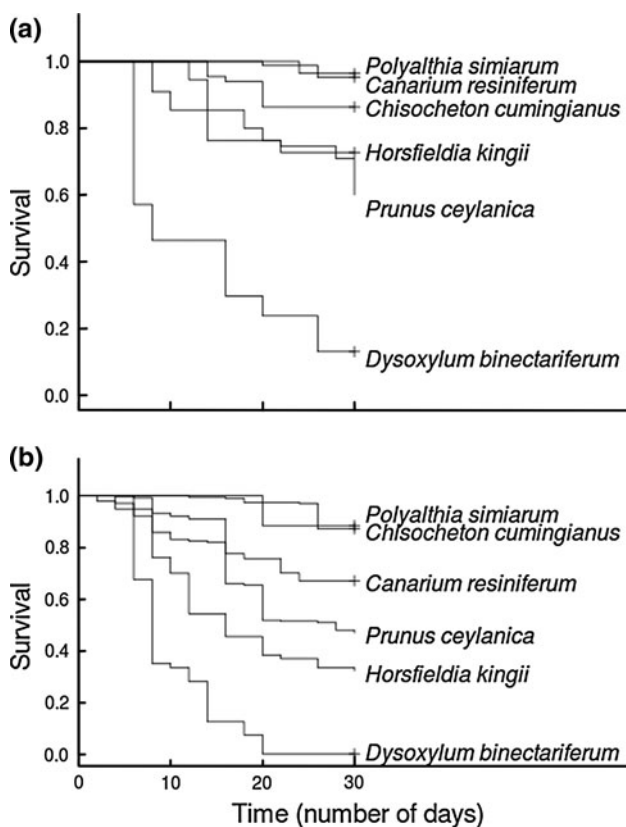 (a)
1.0
0.8
0.6
0.4
0.2
0.0
Survival
Polyalthia simiarum
Canarium resiniferum
Chisocheton cumingianus
Horsfieldia kingii
Prunus ceylanica
Dysoxylum binectariferum
(b)
1.0
0.8
0.6
0.4
0.2
0.0
Survival
Polyalthia simiarum
Chisocheton cumingianus
Canarium resiniferum
Prunus ceylanica
Horsfieldia kingii
Dysoxylum binectariferum
0 10 20 30
Time (number of days)